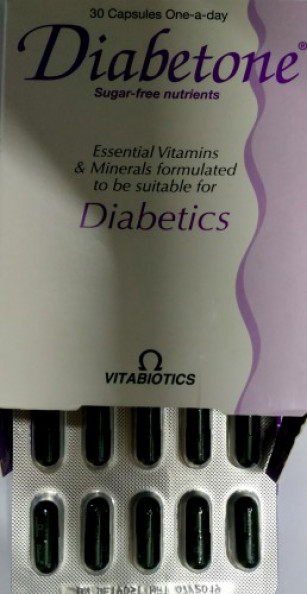 30 Capsules One-a-day
Diabetone®
Sugar-free nutrients
Essential Vitamins
& Minerals formulated
to be suitable for
Diabetics
VITABIOTICS